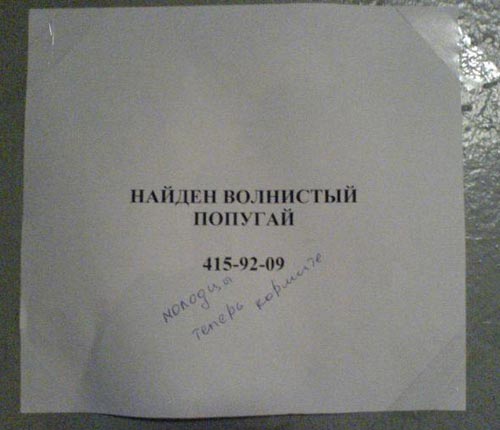 НАЙДЕН ВОЛНИСТЫЙ
ПОПУГАЙ
415-92-09
молодцы
теперь кормите